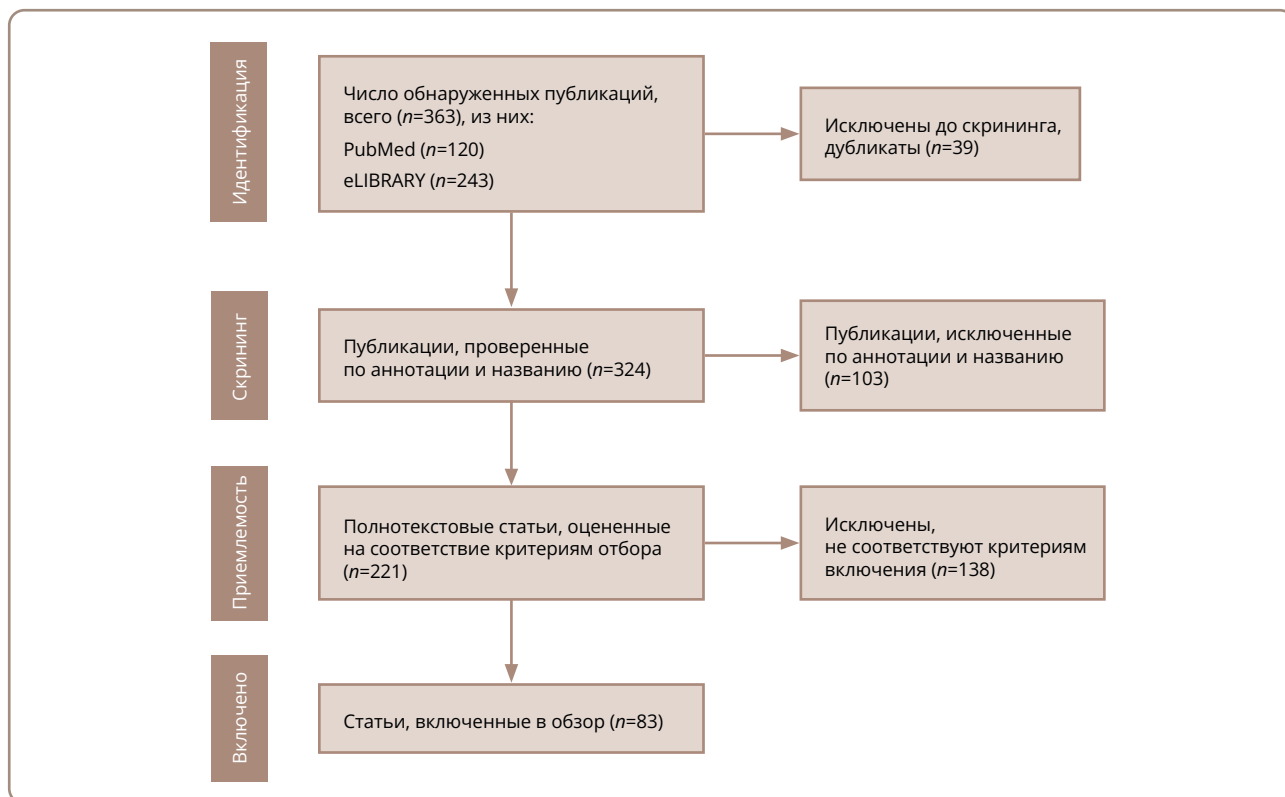 Идентификация
Число обнаруженных публикаций,
всего (n=363), из них:
PubMed (n=120)
eLIBRARY (n=243)
Исключены до скрининга,
дубликаты (n=39)
Скрининг
Публикации, проверенные
по аннотации и названию (n=324)
Публикации, исключенные
по аннотации и названию
(n=103)
Приемлемость
Полнотекстовые статьи, оцененные
на соответствие критериям отбора
(n=221)
Исключены,
не соответствуют критериям
включения (n=138)
Включено
Статьи, включенные в обзор (n=83)